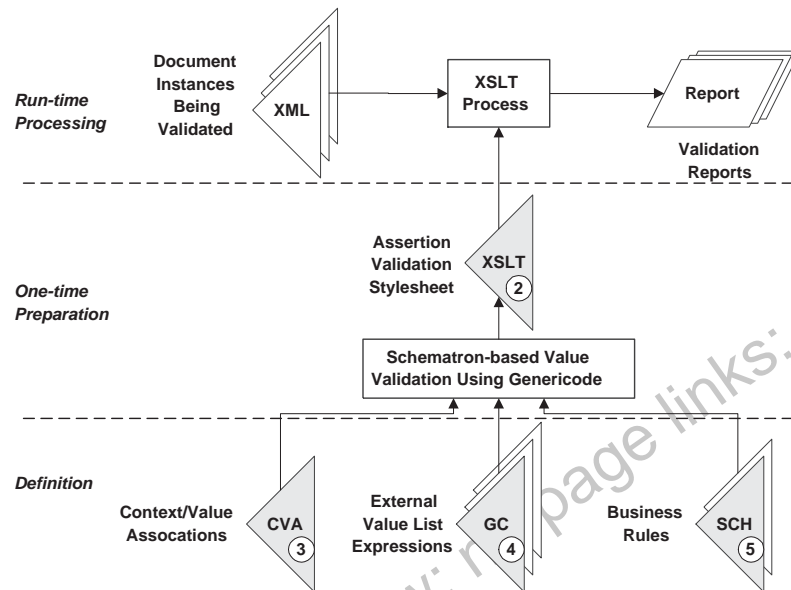 Run-time
Processing
Document
Instances
Being
Validated
XML
XSLT
Process
Report
Validation
Reports
One-time
Preparation
Assertion
Validation
Stylesheet
XSLT
2
Schematron-based Value
Validation Using Genericode
Definition
Context/Value
Assocations
CVA
3
External
Value List
Expressions
GC
4
Business
Rules
SCH
5
page links: